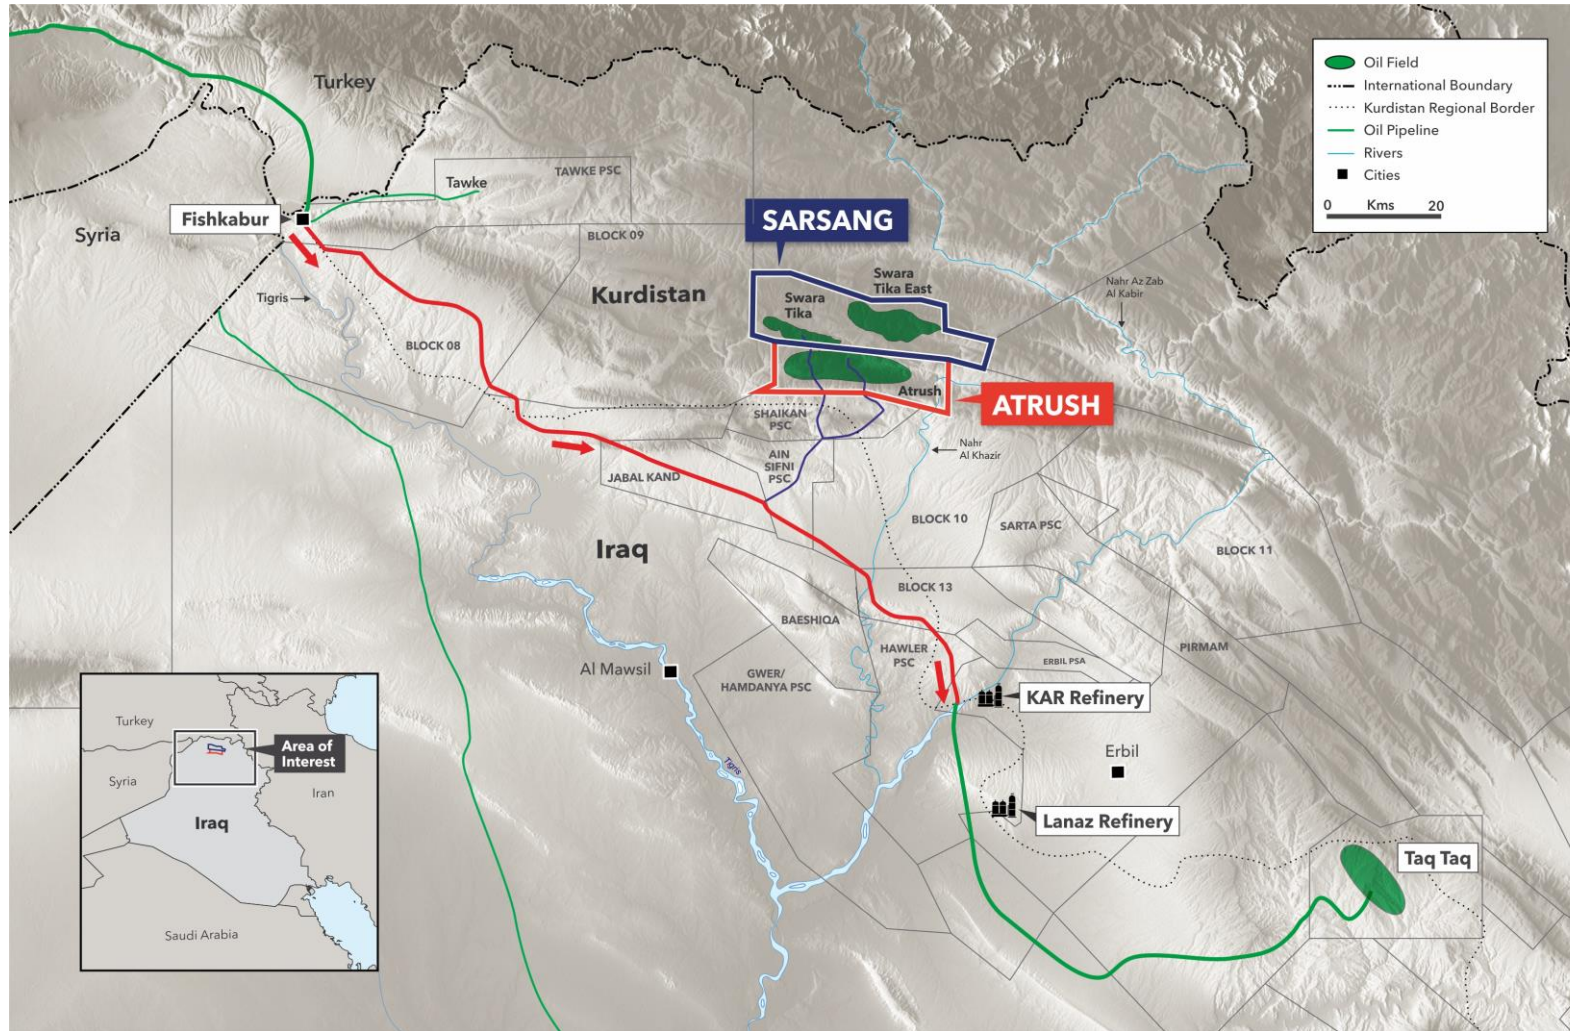 Turkey
Oil Field
International Boundary
Kurdistan Regional Border
Oil Pipeline
Rivers
Cities
0 Kms 20
TAWKE PSC
Tawke
Fishkabur
Syria
SARSANG
BLOCK 09
Swara
Tika East
Nahr Az Zab
Al Kabir
Kurdistan
Tigris
Swara
Tika
BLOCK 08
Atrush
ATRUSH
SHAIKAN
PSC
Nahr
Al Khazir
AIN
SIFNI
PSC
JABAL KAND
BLOCK 10
SARTA PSC
Iraq
BLOCK 11
BLOCK 13
BAESHIQA
HAWLER
PSC
PIRMAM
ERBIL PSA
Al Mawsil
GWER/
HAMDANYA PSC
KAR Refinery
Turkey
Area of
Interest
Erbil
Tigris
Syria
Iran
Iraq
Lanaz Refinery
Taq Taq
Saudi Arabia